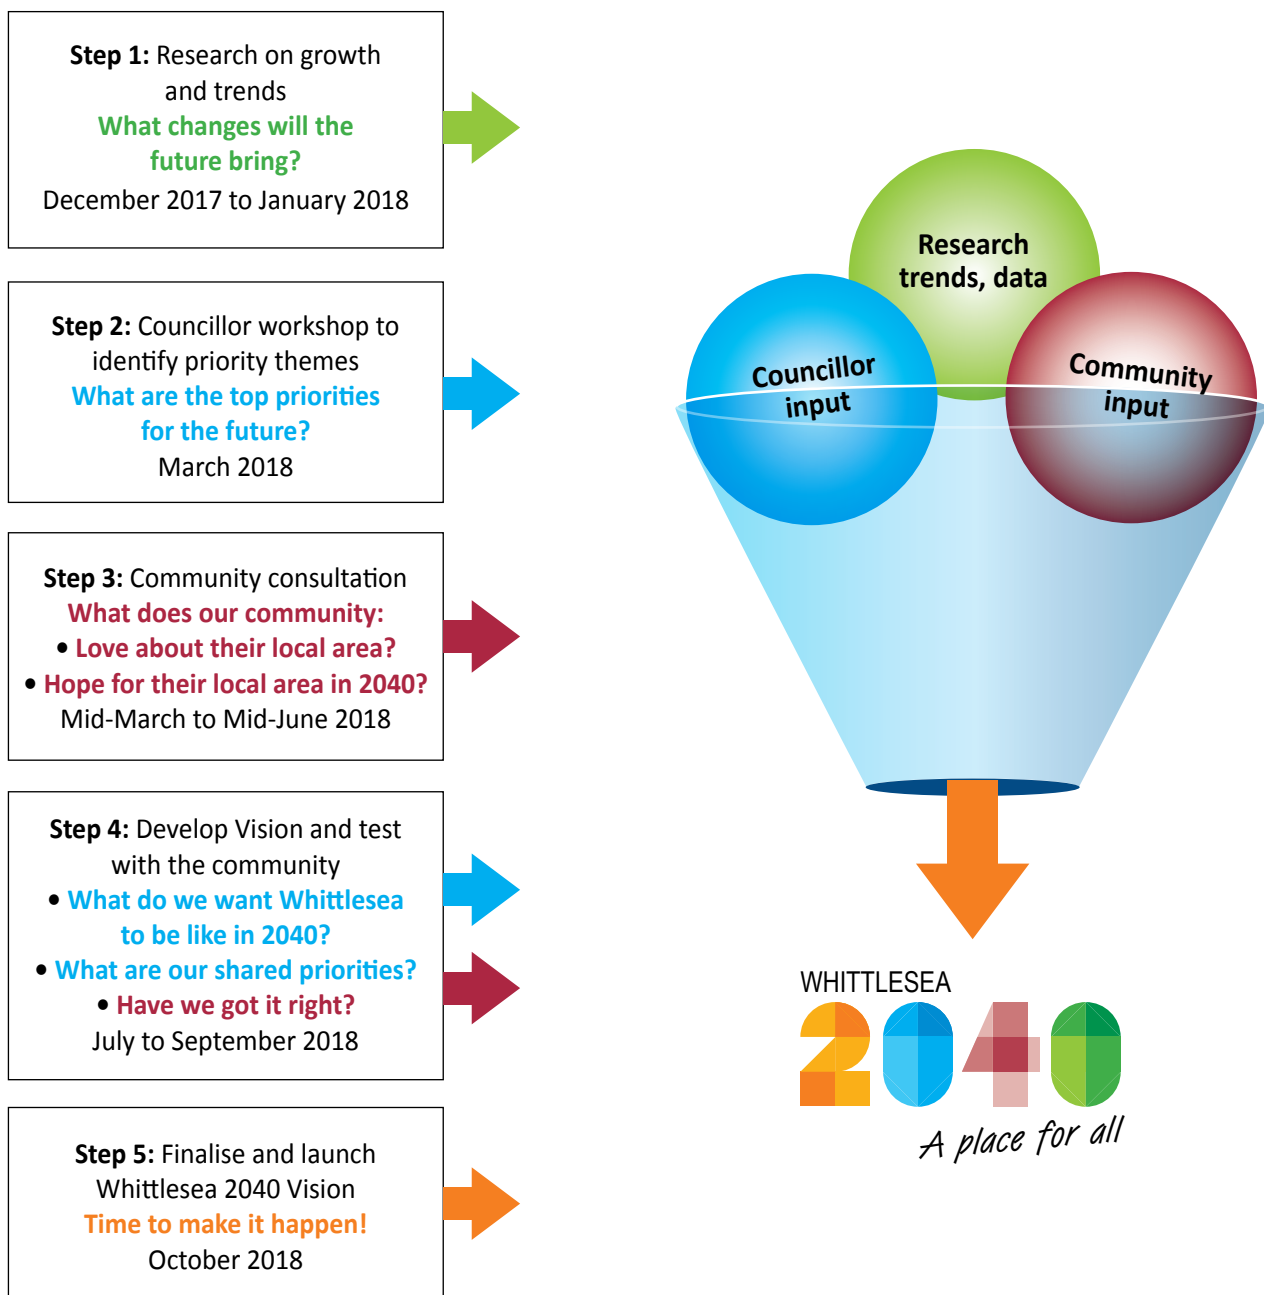 Step 1: Research on growth
and trends
What changes will the
future bring?
December 2017 to January 2018
Step 2: Councillor workshop to
identify priority themes
What are the top priorities
for the future?
March 2018
Step 3: Community consultation
What does our community:
• Love about their local area?
• Hope for their local area in 2040?
Mid-March to Mid-June 2018
Step 4: Develop Vision and test
with the community
• What do we want Whittlesea
to be like in 2040?
• What are our shared priorities?
• Have we got it right?
July to September 2018
Step 5: Finalise and launch
Whittlesea 2040 Vision
Time to make it happen!
October 2018
Research
trends, data
Councillor
input
Community
input
WHITTLESEA
2040
A place for all